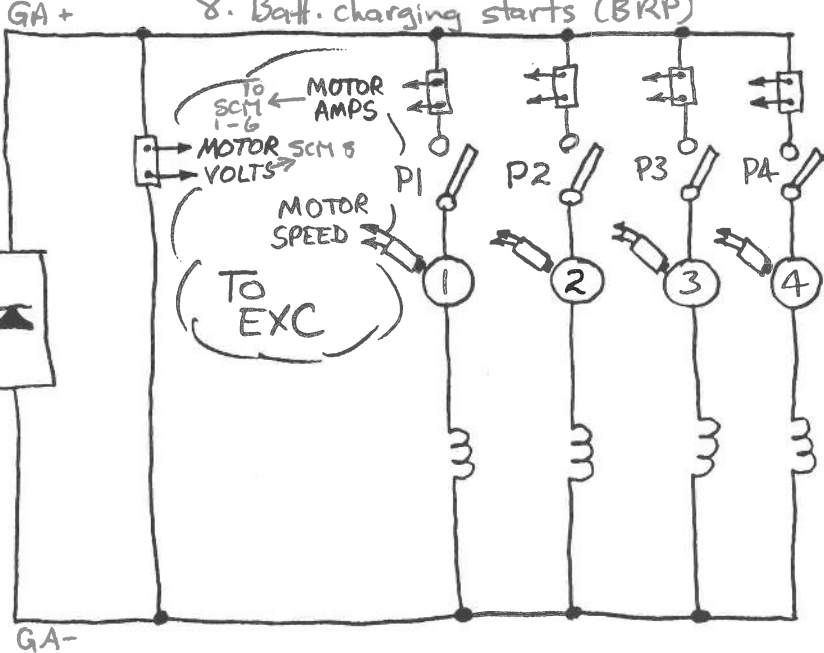 GA+
8. Batt. charging starts (BRP)
TO
SCM
1-6
MOTOR
AMPS
MOTOR
VOLTS
SCM 8
MOTOR
SPEED
TO
EXC
P1
P2
P3
P4
1
2
3
4
GA-